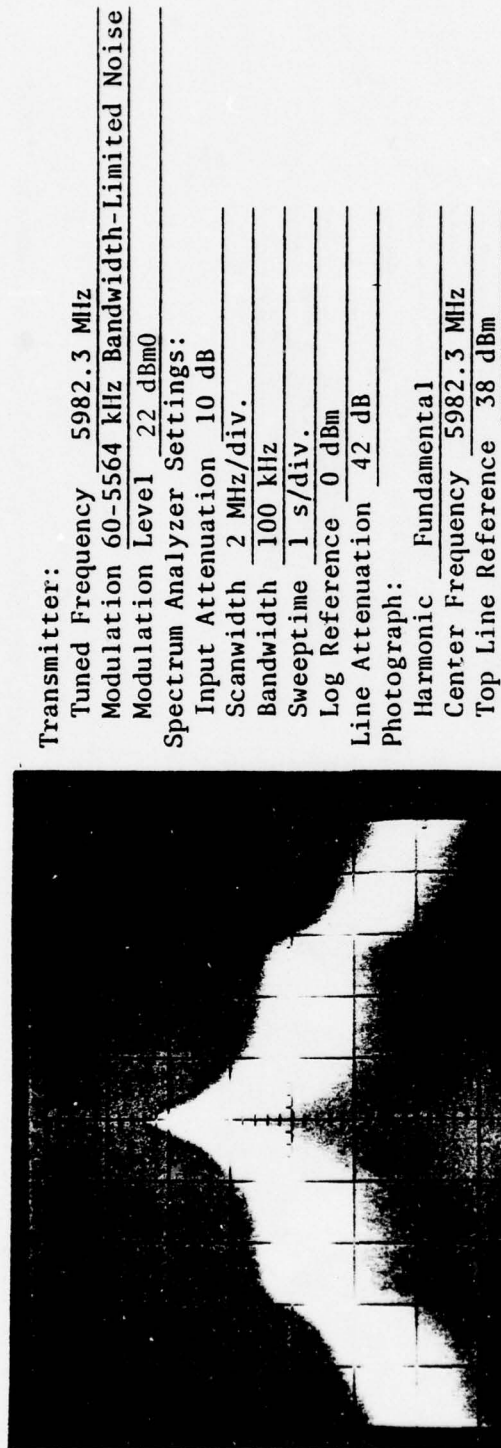 Transmitter:
Tuned Frequency 5982.3 MHz
Modulation 60-5564 kHz Bandwidth-Limited Noise
Modulation Level 22 dBm0
Spectrum Analyzer Settings:
Input Attenuation 10 dB
Scanwidth 2 MHz/div.
Bandwidth 100 kHz
Sweeptime 1 s/div.
Log Reference 0 dBm
Line Attenuation 42 dB
Photograph:
Harmonic Fundamental
Center Frequency 5982.3 MHz
Top Line Reference 38 dBm